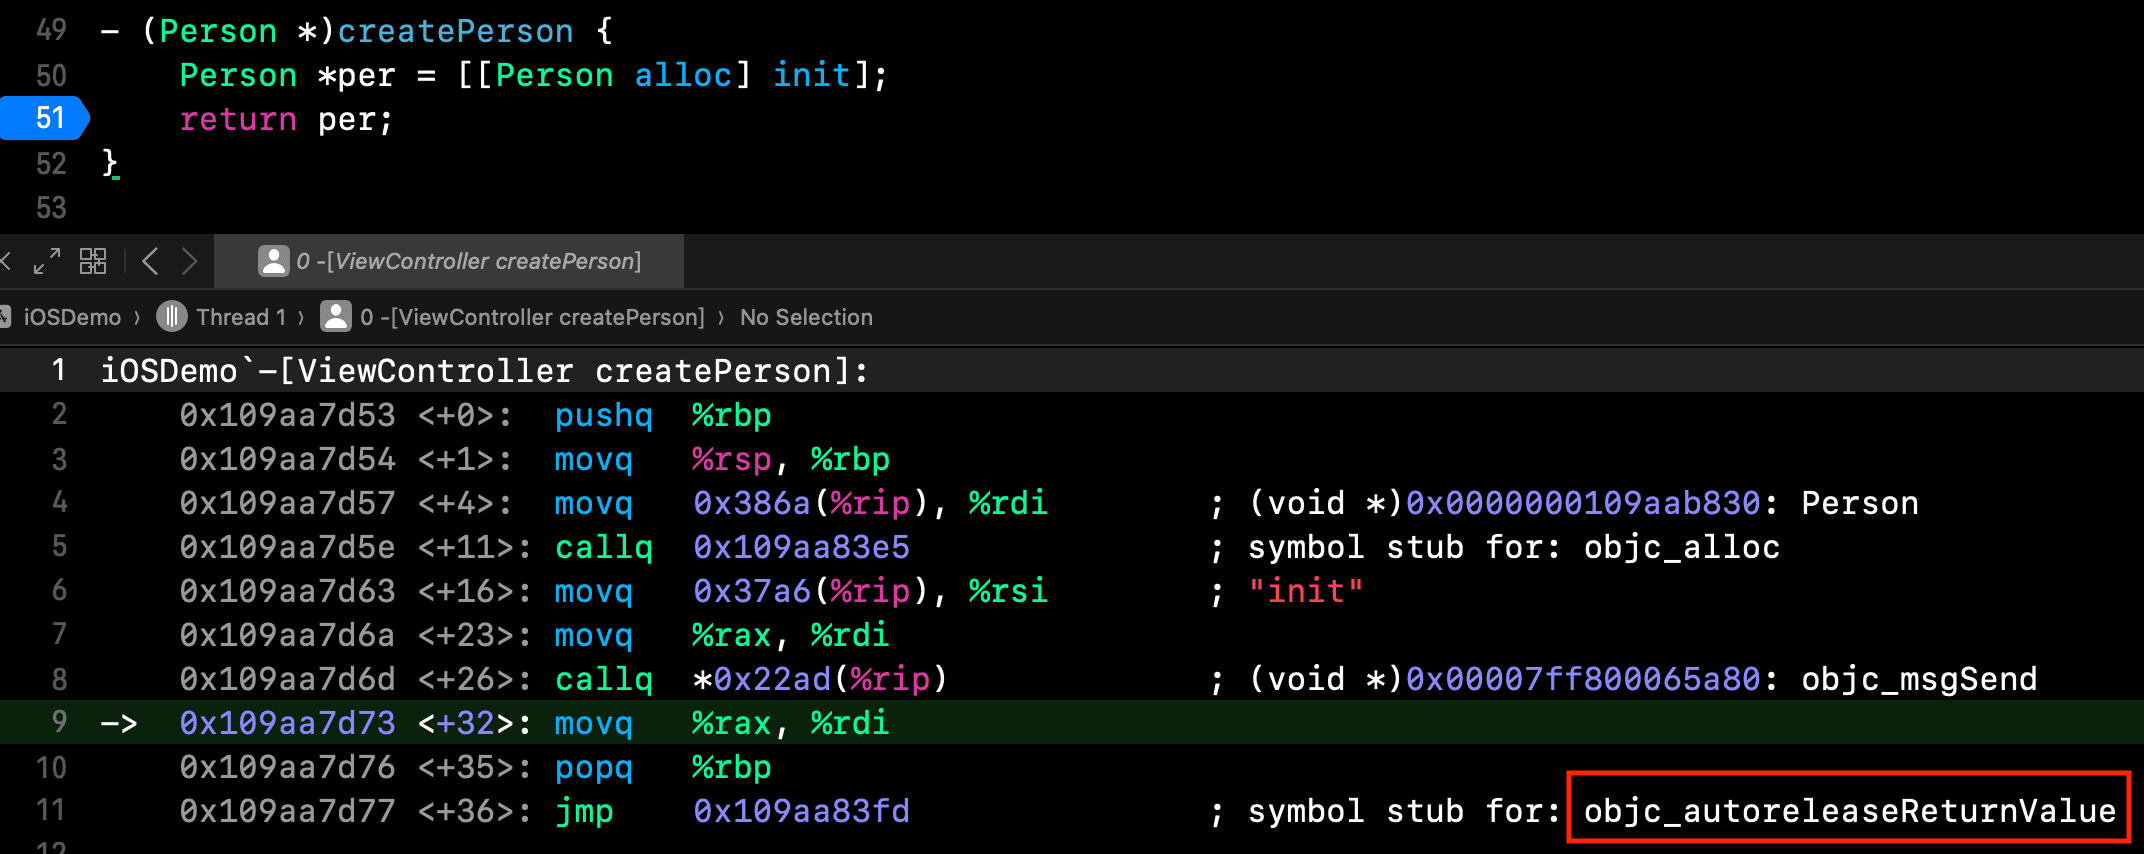 49 - (Person *)createPerson {
50 Person *per = [[Person alloc] init];
51 return per;
52 }
53
0 -[ViewController createPerson]
iOSDemo › Thread 1 › 0 -[ViewController createPerson] › No Selection
1 iOSDemo`-[ViewController createPerson]:
2 0x109aa7d53 <+0>: pushq %rbp
3 0x109aa7d54 <+1>: movq %rsp, %rbp
4 0x109aa7d57 <+4>: movq 0x386a(%rip), %rdi ; (void *)0x0000000109aab830: Person
5 0x109aa7d5e <+11>: callq 0x109aa83e5 ; symbol stub for: objc_alloc
6 0x109aa7d63 <+16>: movq 0x37a6(%rip), %rsi ; "init"
7 0x109aa7d6a <+23>: movq %rax, %rdi
8 0x109aa7d6d <+26>: callq *0x22ad(%rip) ; (void *)0x00007ff800065a80: objc_msgSend
9 -> 0x109aa7d73 <+32>: movq %rax, %rdi
10 0x109aa7d76 <+35>: popq %rbp
11 0x109aa7d77 <+36>: jmp 0x109aa83fd ; symbol stub for: objc_autoreleaseReturnValue
12